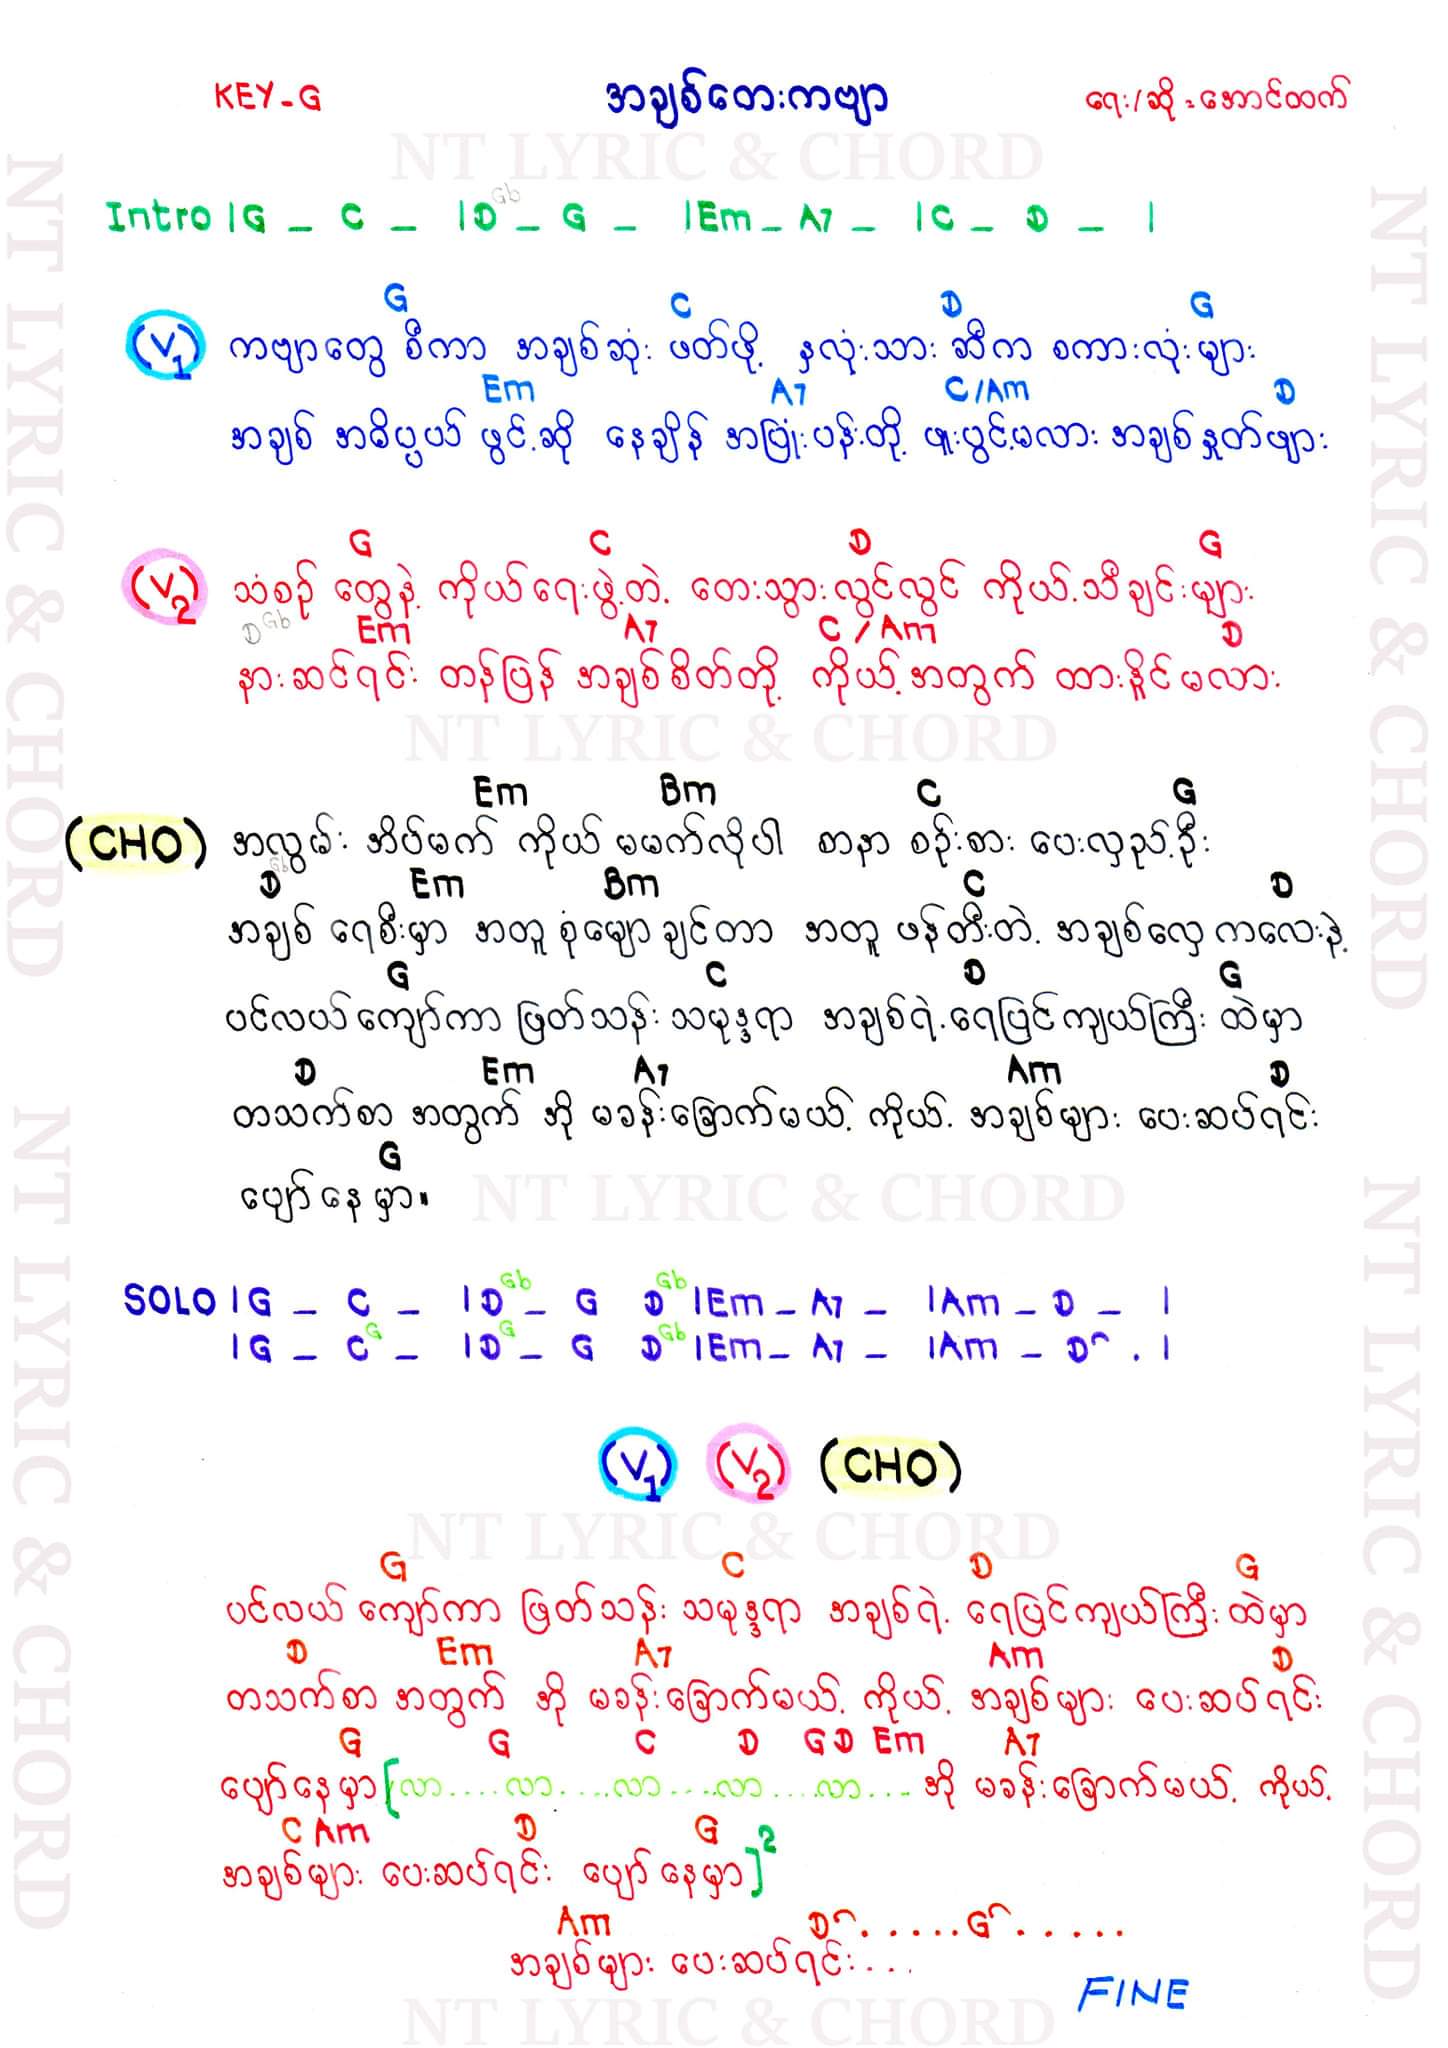 KEY-G အချစ်တေးကဗျာ ရေး/ဆို = အောင်ထက်
NT LYRIC & CHORD
Intro | G _ C _ | D Gb _ G _ | Em _ A7 _ | C _ D _ |
G C D G
(V1) ကဗျာတွေ စီကာ အချစ်ဆုံး ဖတ်ဖို့ နှလုံးသား ဆီက စကားလုံးများ
Em A7 C/Am D
အချစ် အဓိပ္ပယ် ဖွင့်ဆို နေချိန် အပြုံးပန်းတို့ ဖူးပွင့်မလား အချစ်နှုတ်ဖျား
G C D G
(V2) သံစဉ် တွေနဲ့ ကိုယ်ရေးဖွဲ့တဲ့ တေးသွားလွင်လွင် ကိုယ့်သီချင်းများ
D Gb Em A7 C / Am D
နားဆင်ရင်း တုန်ပြန် အချစ်စိတ်တို့ ကိုယ့်အတွက် ထားနိူင်မလား
NT LYRIC & CHORD
Em Bm C G
(CHO) အလွမ်း အိပ်မက် ကိုယ် မမက်လိုပါ စာနာ စဉ်းစား ပေးလှည့်ဦး
D Gb Em Bm C D
အချစ် ရေစီးမှာ အတူ စုံမျောချင်တာ အတူ ဖန်တီးတဲ့ အချစ်လှေ ကလေးနဲ့
G C D G
ပင်လယ်ကျော်ကာ ဖြတ်သန်း သမုဒ္ဒရာ အချစ်ရဲ့ ရေပြင်ကျယ်ကြီး ထဲမှာ
D Em A7 Am D
တသက်စာ အတွက် အို မခန်းခြောက်မယ့် ကိုယ့် အချစ်များ ပေးဆပ်ရင်း
G
ပျော်နေမှာ။
NT LYRIC & CHORD
SOLO | G _ C _ | D Gb _ G D Gb | Em _ A7 _ | Am _ D _ |
| G _ C G _ | D G _ G D Gb | Em _ A7 _ | Am _ D⌒ . |
(V1) (V2) (CHO)
NT LYRIC & CHORD
G C D G
ပင်လယ်ကျော်ကာ ဖြတ်သန်း သမုဒ္ဒရာ အချစ်ရဲ့ ရေပြင်ကျယ်ကြီး ထဲမှာ
D Em A7 Am D
တသက်စာ အတွက် အို မခန်းခြောက်မယ့် ကိုယ့် အချစ်များ ပေးဆပ်ရင်း
G G C D G D Em A7
ပျော်နေမှာ [လာ....လာ....လာ....လာ....လာ... အို မခန်းခြောက်မယ့် ကိုယ့်
C Am D G
အချစ်များ ပေးဆပ်ရင်း ပျော်နေမှာ]2
Am D⌒.....G⌒.....
အချစ်များ ပေးဆပ်ရင်း...
FINE
NT LYRIC & CHORD
NT LYRIC & CHORD
NT LYRIC & CHORD
NT LYRIC & CHORD
NT LYRIC & CHORD